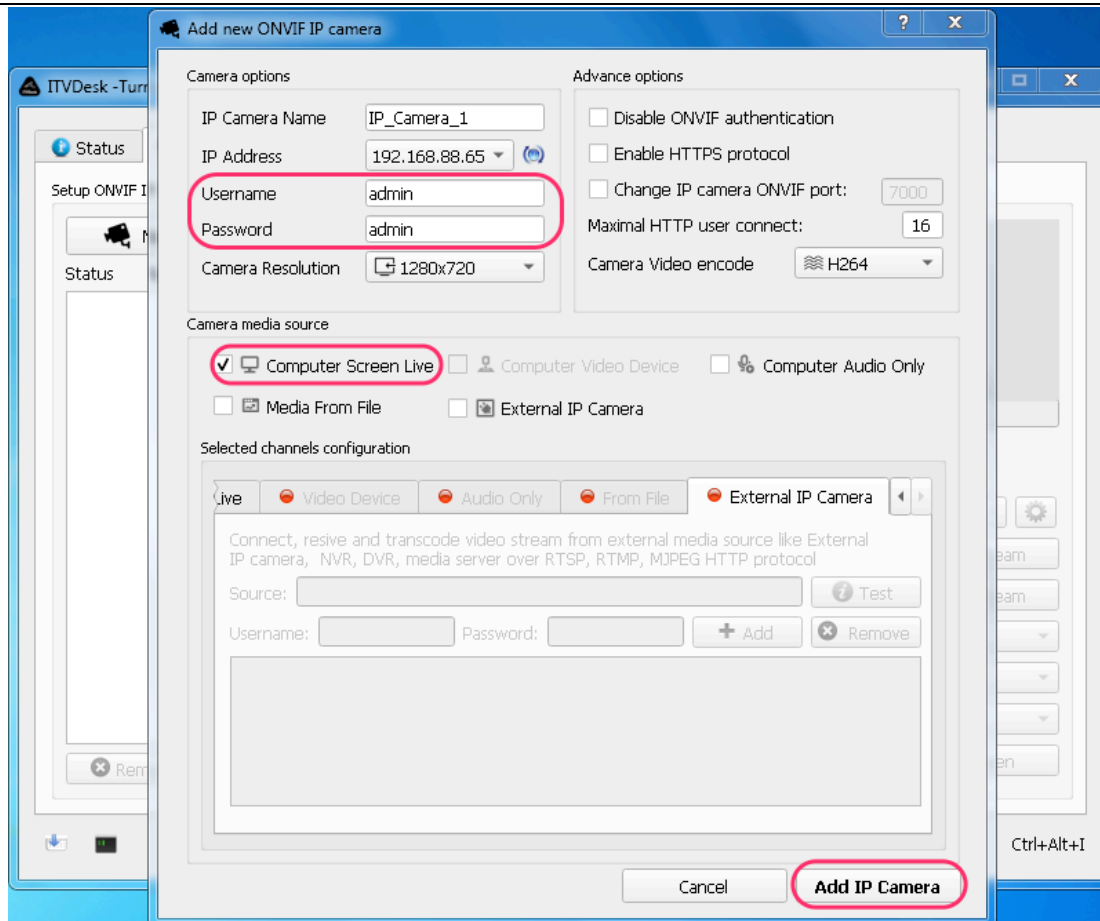 Add new ONVIF IP camera
ITVDesk -Turr
Status
Setup ONVIF I
Status
Camera options
IP Camera Name IP_Camera_1
IP Address 192.168.88.65
Username admin
Password admin
Camera Resolution 1280x720
Advance options
Disable ONVIF authentication
Enable HTTPS protocol
Change IP camera ONVIF port: 7000
Maximal HTTP user connect: 16
Camera Video encode H264
Camera media source
Computer Screen Live Computer Video Device Computer Audio Only
Media From File External IP Camera
Selected channels configuration
Live Video Device Audio Only From File External IP Camera
Connect, resive and transcode video stream from external media source like External
IP camera, NVR, DVR, media server over RTSP, RTMP, MJPEG HTTP protocol
Source: Test
Username: Password: Add Remove
Rem
eam
eam
en
Cancel Add IP Camera
Ctrl+Alt+I